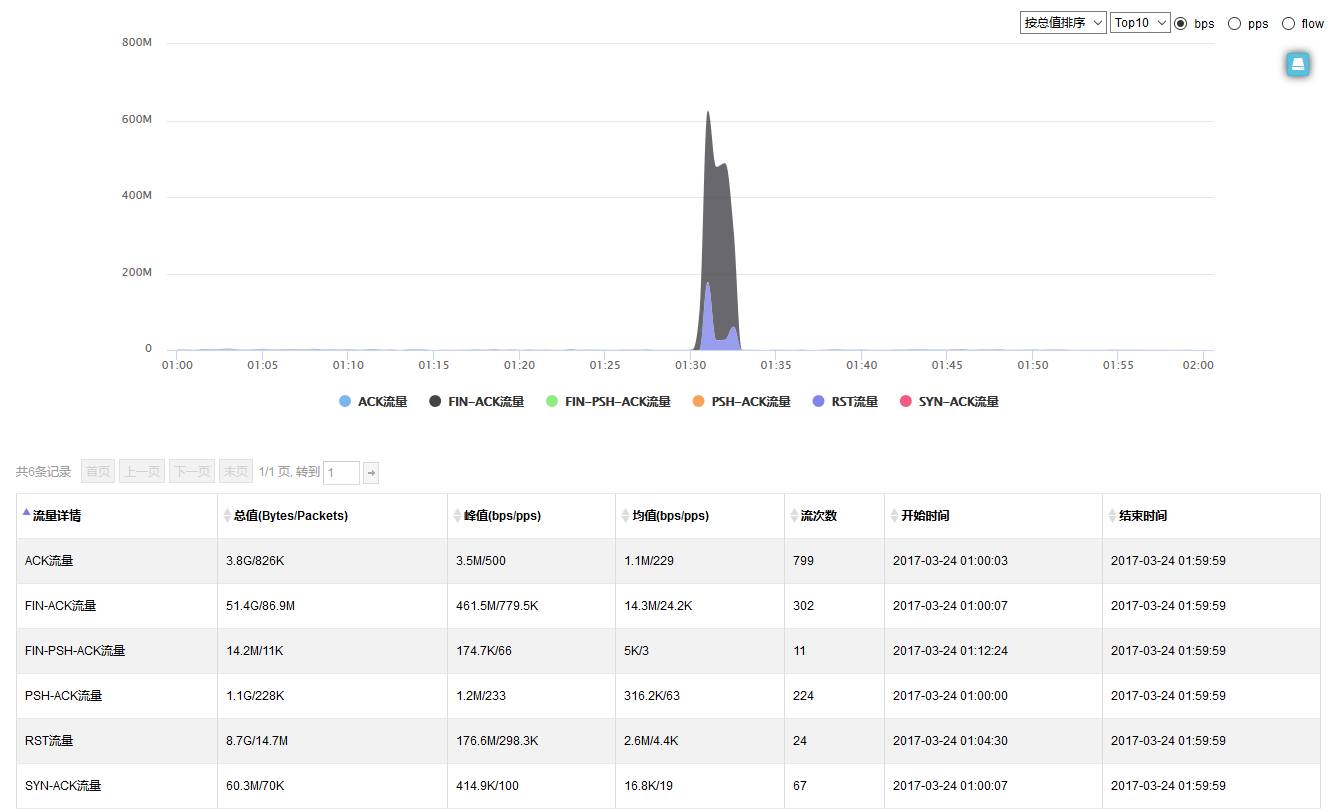 按总值排序 Top10 bps pps flow
800M
600M
400M
200M
0
01:00 01:05 01:10 01:15 01:20 01:25 01:30 01:35 01:40 01:45 01:50 01:55 02:00
ACK流量 FIN-ACK流量 FIN-PSH-ACK流量 PSH-ACK流量 RST流量 SYN-ACK流量
共6条记录 首页 上一页 下一页 末页 1/1 页, 转到 1
流量详情 总值(Bytes/Packets) 峰值(bps/pps) 均值(bps/pps) 流次数 开始时间 结束时间
ACK流量 3.8G/826K 3.5M/500 1.1M/229 799 2017-03-24 01:00:03 2017-03-24 01:59:59
FIN-ACK流量 51.4G/86.9M 461.5M/779.5K 14.3M/24.2K 302 2017-03-24 01:00:07 2017-03-24 01:59:59
FIN-PSH-ACK流量 14.2M/11K 174.7K/66 5K/3 11 2017-03-24 01:12:24 2017-03-24 01:59:59
PSH-ACK流量 1.1G/228K 1.2M/233 316.2K/63 224 2017-03-24 01:00:00 2017-03-24 01:59:59
RST流量 8.7G/14.7M 176.6M/298.3K 2.6M/4.4K 24 2017-03-24 01:04:30 2017-03-24 01:59:59
SYN-ACK流量 60.3M/70K 414.9K/100 16.8K/19 67 2017-03-24 01:00:07 2017-03-24 01:59:59